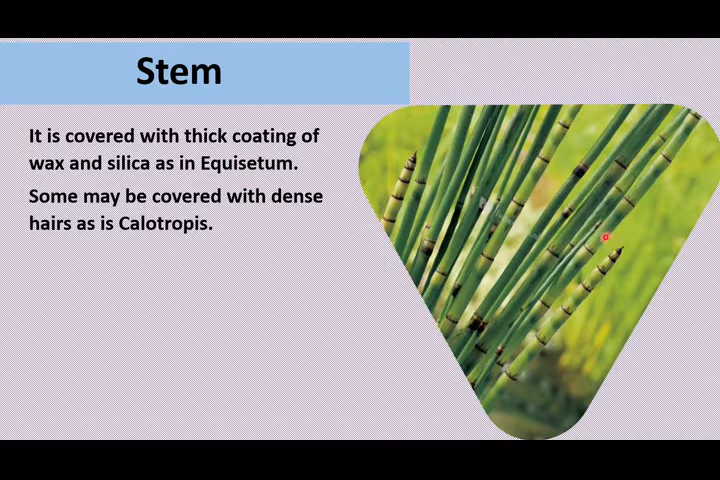 Stem
It is covered with thick coating of
wax and silica as in Equisetum.
Some may be covered with dense
hairs as is Calotropis.